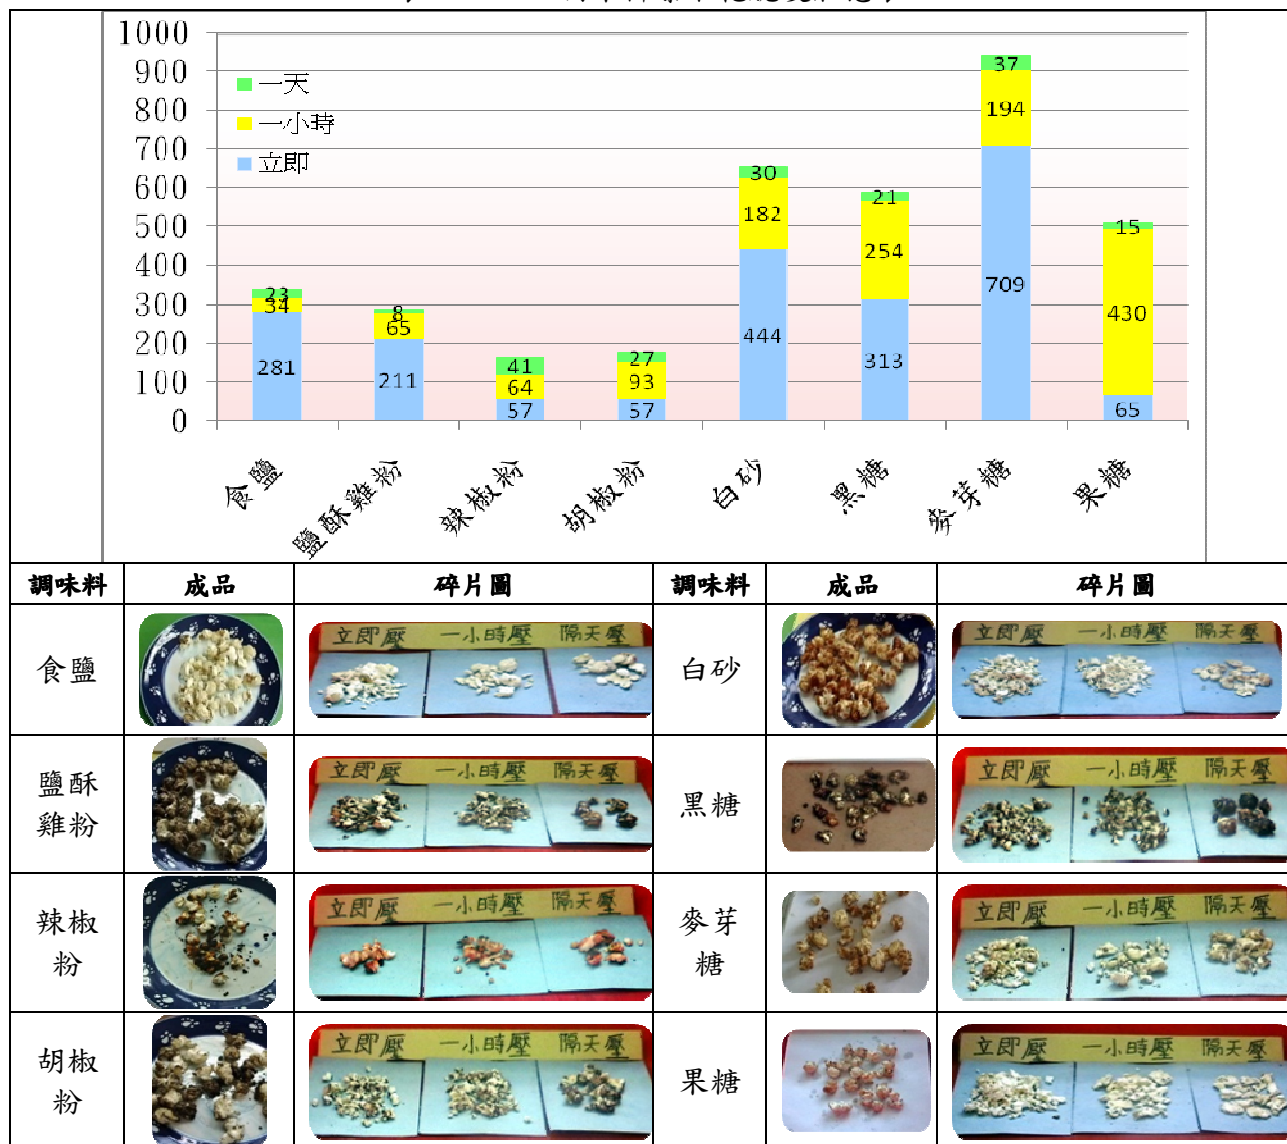 1000
900
800
700
600
500
400
300
200
100
0
一天
一小時
立即
23
34
281
8
65
211
41
64
57
27
93
57
30
182
444
21
254
313
37
194
709
15
430
65
食鹽
鹽酥雞粉
辣椒粉
胡椒粉
白砂
黑糖
麥芽糖
果糖
調味料 成品 碎片圖 調味料 成品 碎片圖
食鹽
立即壓 一小時壓 隔天壓
白砂
立即壓 一小時壓 隔天壓
鹽酥
雞粉
立即壓 一小時壓 隔天壓
黑糖
立即壓 一小時壓 隔天壓
辣椒
粉
立即壓 一小時壓 隔天壓
麥芽
糖
立即壓 一小時壓 隔天壓
胡椒
粉
立即壓 一小時壓 隔天壓
果糖
立即壓 一小時壓 隔天壓